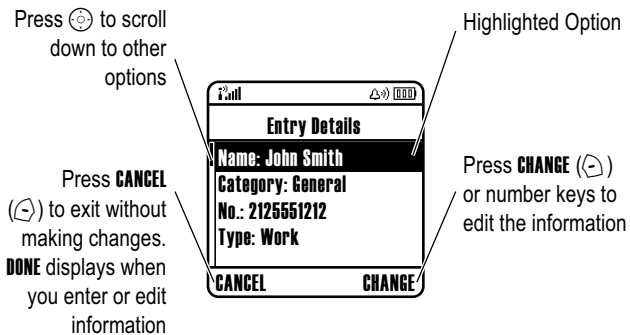 Press to scroll
down to other
options
Highlighted Option
Entry Details
Name: John Smith
Category: General
No.: 2125551212
Type: Work
CANCEL CHANGE
Press CANCEL
( ) to exit without
making changes.
DONE displays when
you enter or edit
information
Press CHANGE ( )
or number keys to
edit the information